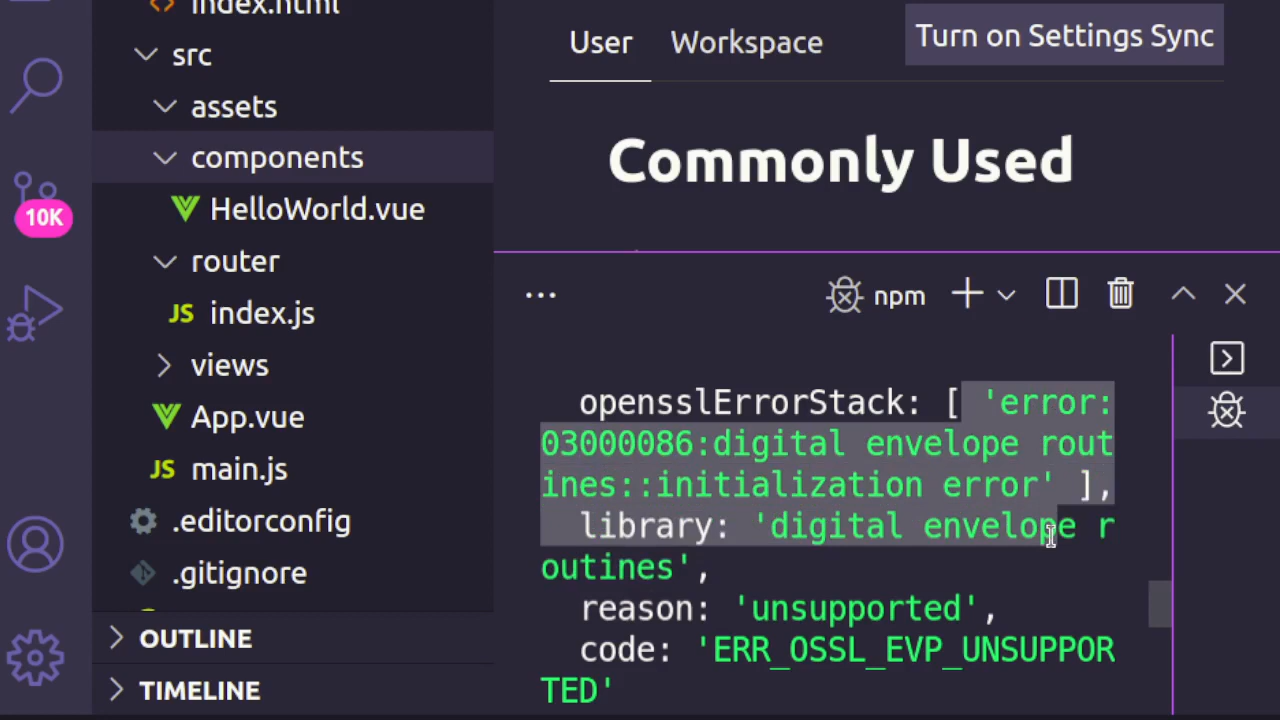 index.html
src
assets
components
HelloWorld.vue
router
JS index.js
views
App.vue
JS main.js
.editorconfig
.gitignore
OUTLINE
TIMELINE
10K
User
Workspace
Turn on Settings Sync
Commonly Used
npm
opensslErrorStack: [ 'error:
03000086:digital envelope rout
ines::initialization error' ],
library: 'digital envelope r
outines',
reason: 'unsupported',
code: 'ERR_OSSL_EVP_UNSUPPOR
TED'